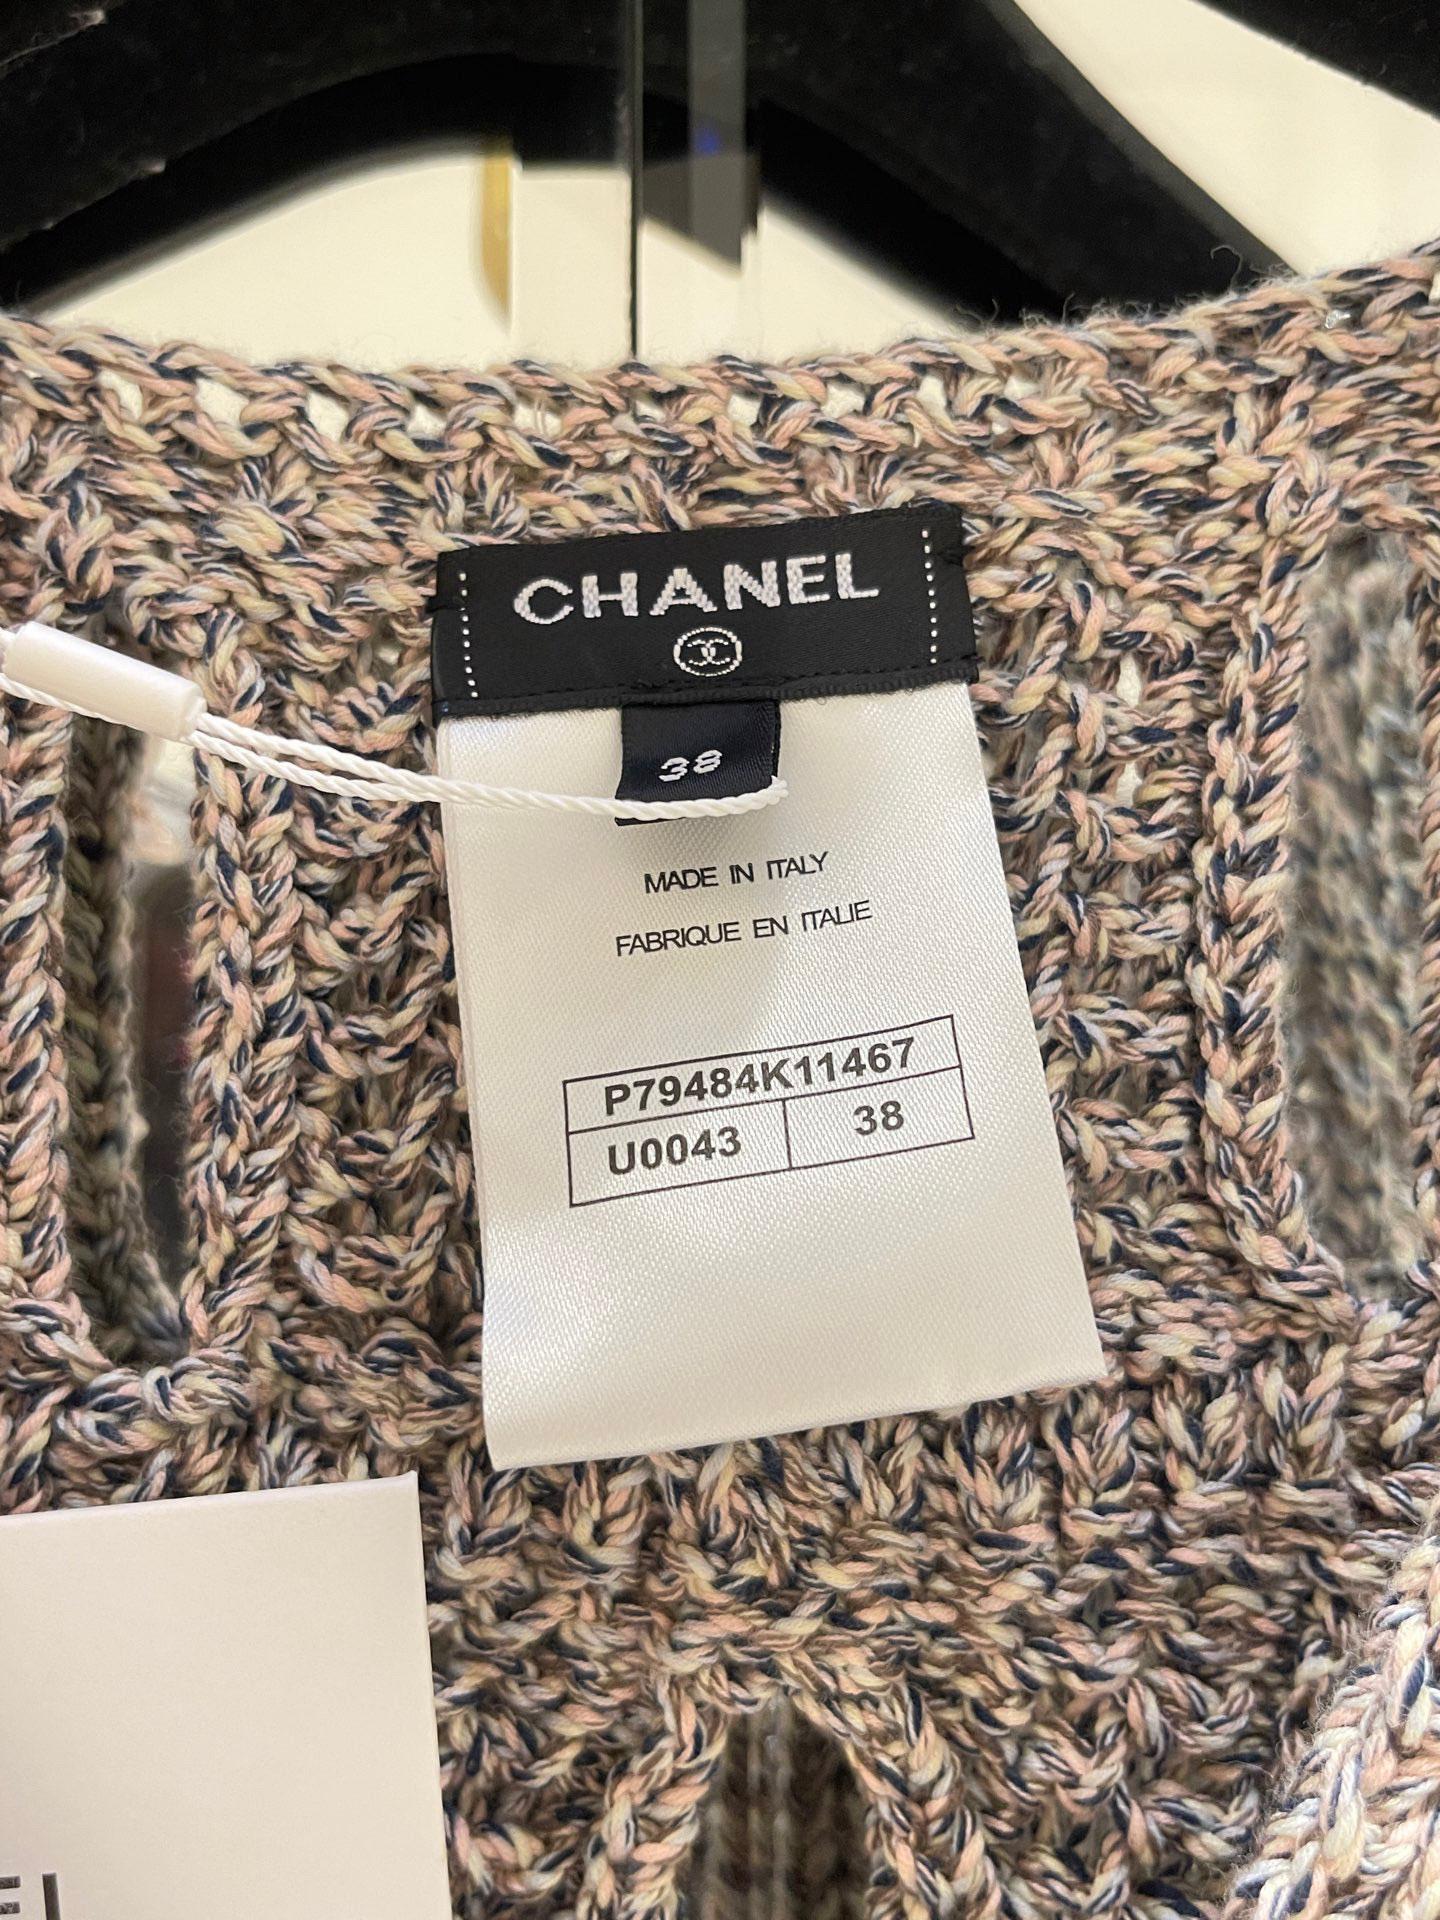 CHANEL
38
MADE IN ITALY
FABRIQUE EN ITALIE
P79484K11467
U0043 38